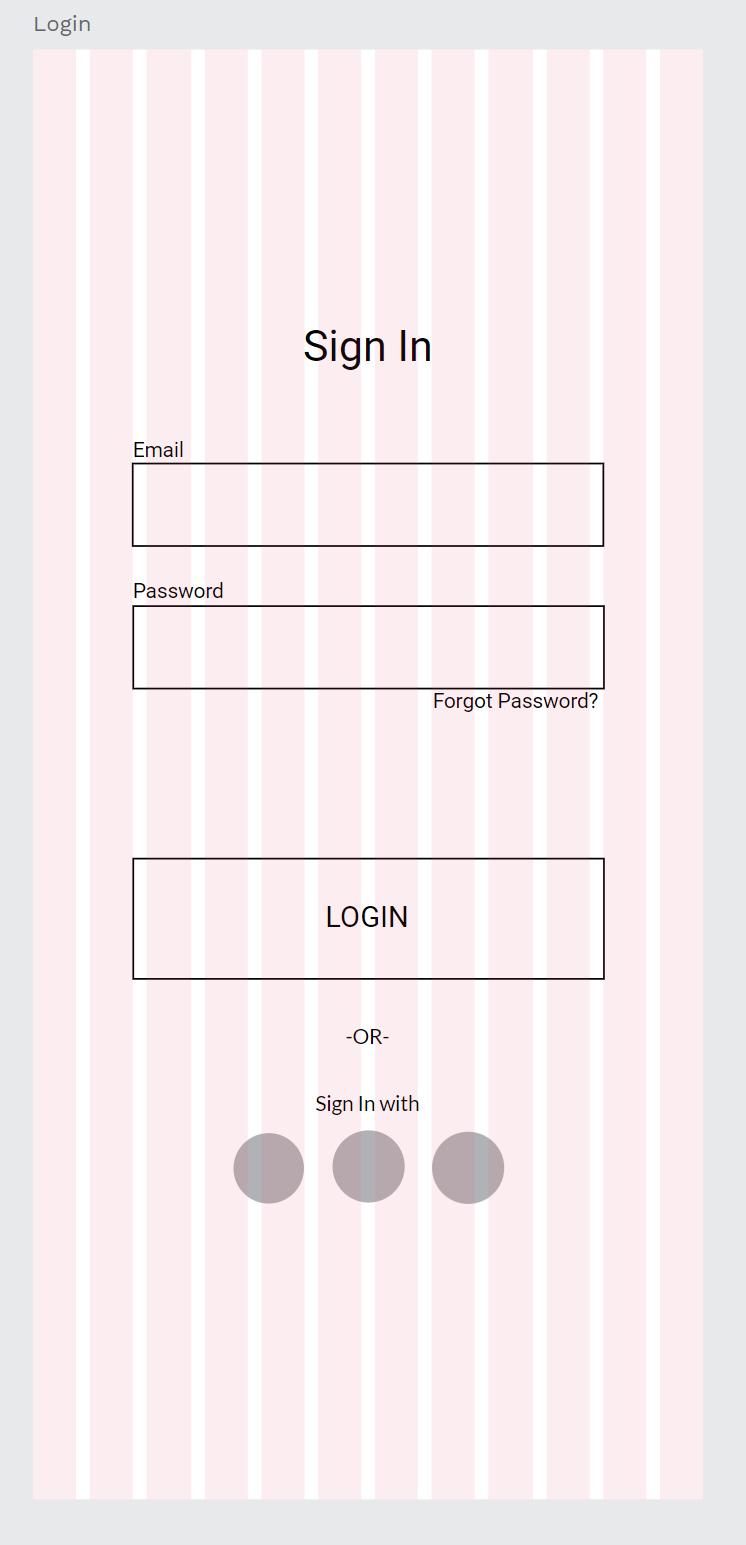 Login
Sign In
Email
Password
Forgot Password?
LOGIN
-OR-
Sign In with